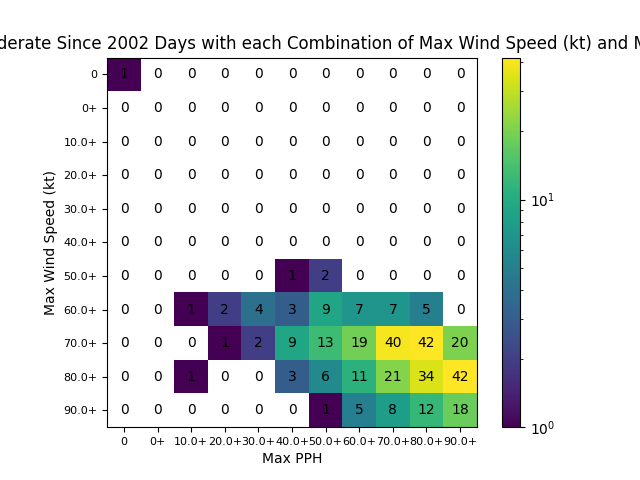 derate Since 2002 Days with each Combination of Max Wind Speed (kt) and M
0 1 0 0 0 0 0 0 0 0 0 0
0+ 0 0 0 0 0 0 0 0 0 0 0
10.0+ 0 0 0 0 0 0 0 0 0 0 0
20.0+ 0 0 0 0 0 0 0 0 0 0 0
30.0+ 0 0 0 0 0 0 0 0 0 0 0
40.0+ 0 0 0 0 0 0 0 0 0 0 0
50.0+ 0 0 0 0 0 1 2 0 0 0 0
60.0+ 0 0 1 2 4 3 9 7 7 5 0
70.0+ 0 0 0 1 2 9 13 19 40 42 20
80.0+ 0 0 1 0 0 3 6 11 21 34 42
90.0+ 0 0 0 0 0 0 1 5 8 12 18
0 0+ 10.0+ 20.0+ 30.0+ 40.0+ 50.0+ 60.0+ 70.0+ 80.0+ 90.0+
Max PPH
Max Wind Speed (kt)
10¹
10⁰